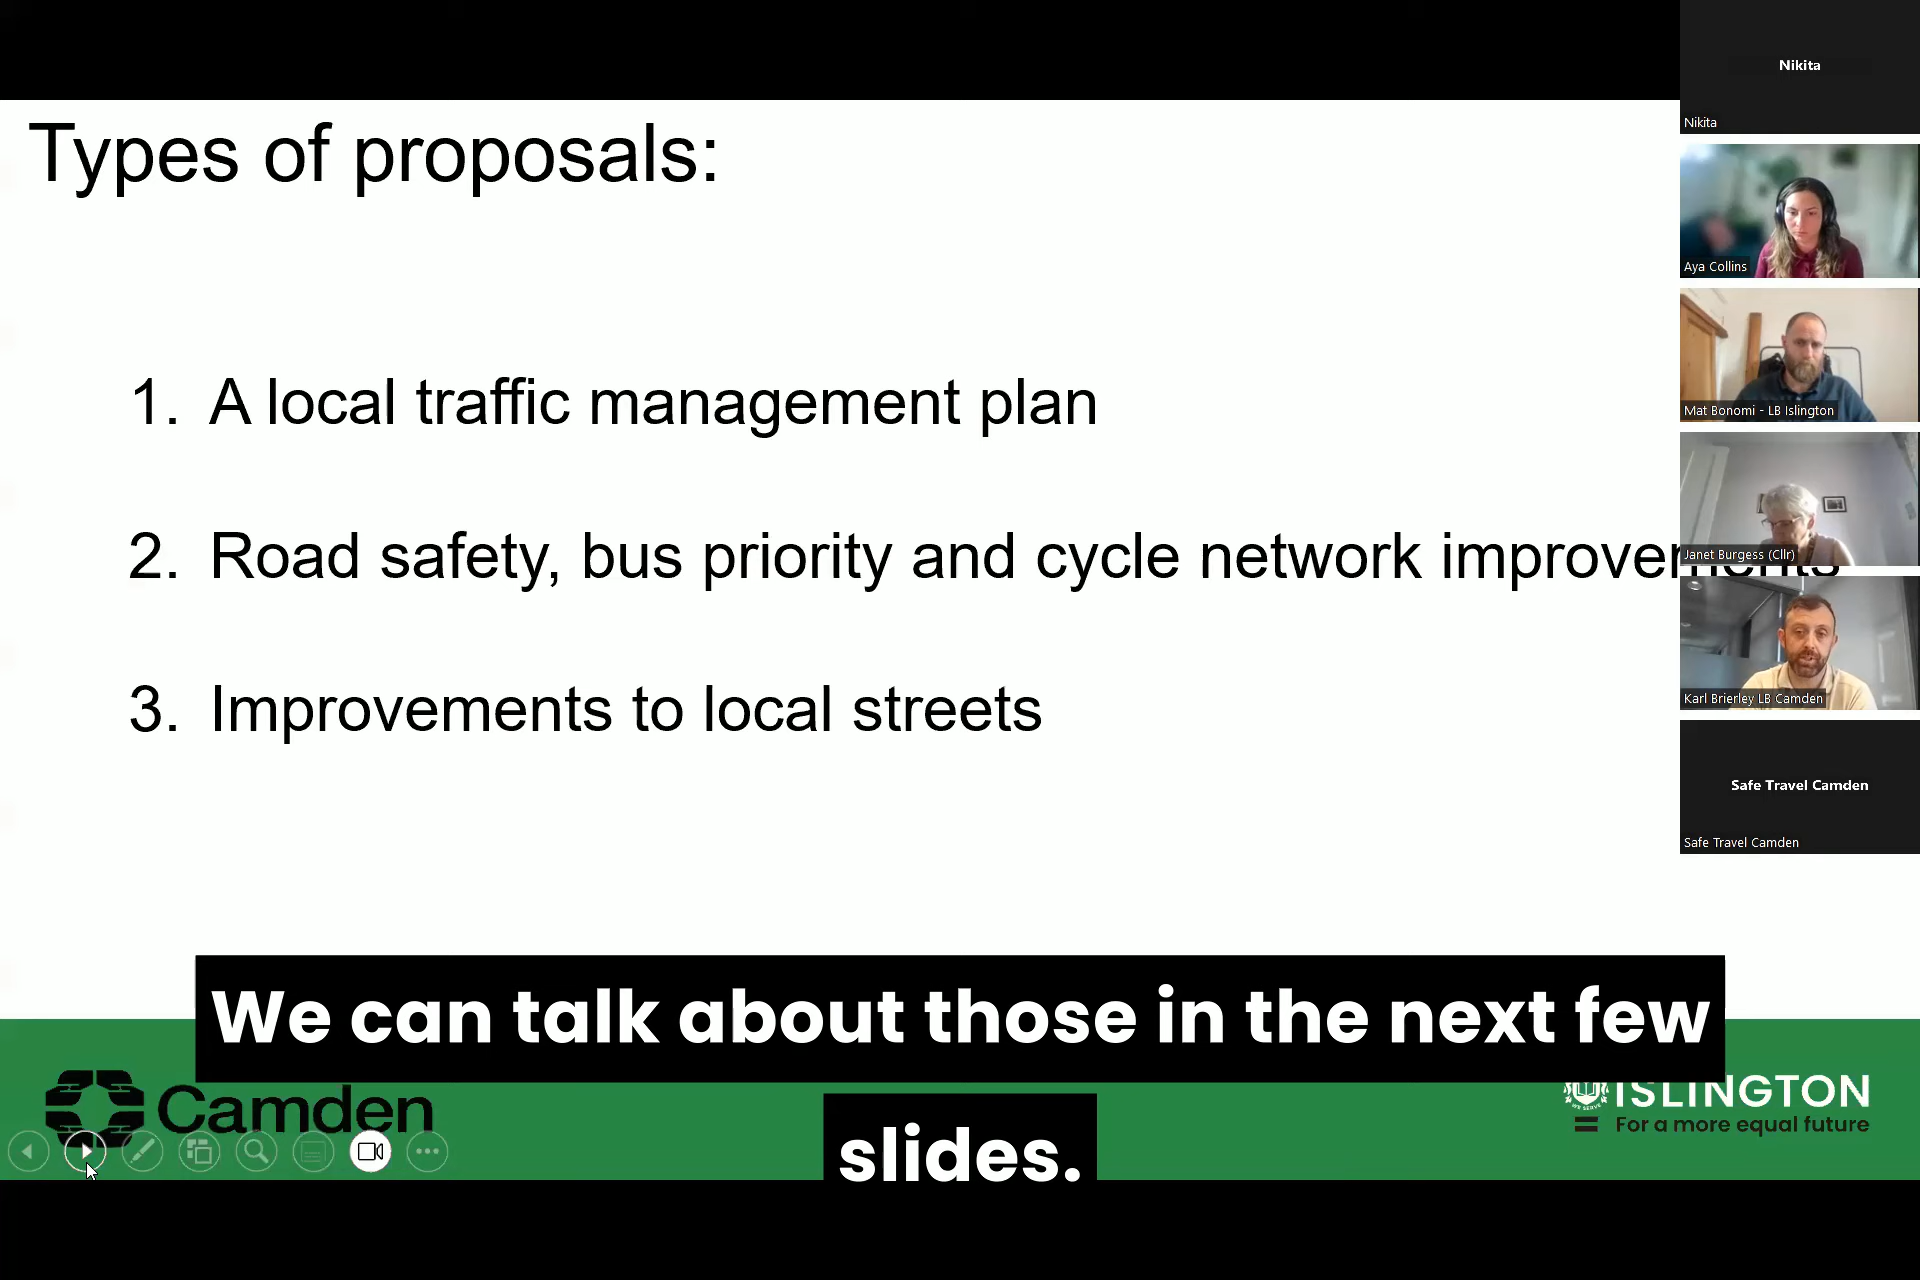 Types of proposals:
1. A local traffic management plan
2. Road safety, bus priority and cycle network improvements
3. Improvements to local streets
We can talk about those in the next few
slides.
Camden
ISLINGTON
For a more equal future
Nikita
Nikita
Aya Collins
Mat Bonomi - LB Islington
Janet Burgess (Cllr)
Karl Brierley LB Camden
Safe Travel Camden
Safe Travel Camden